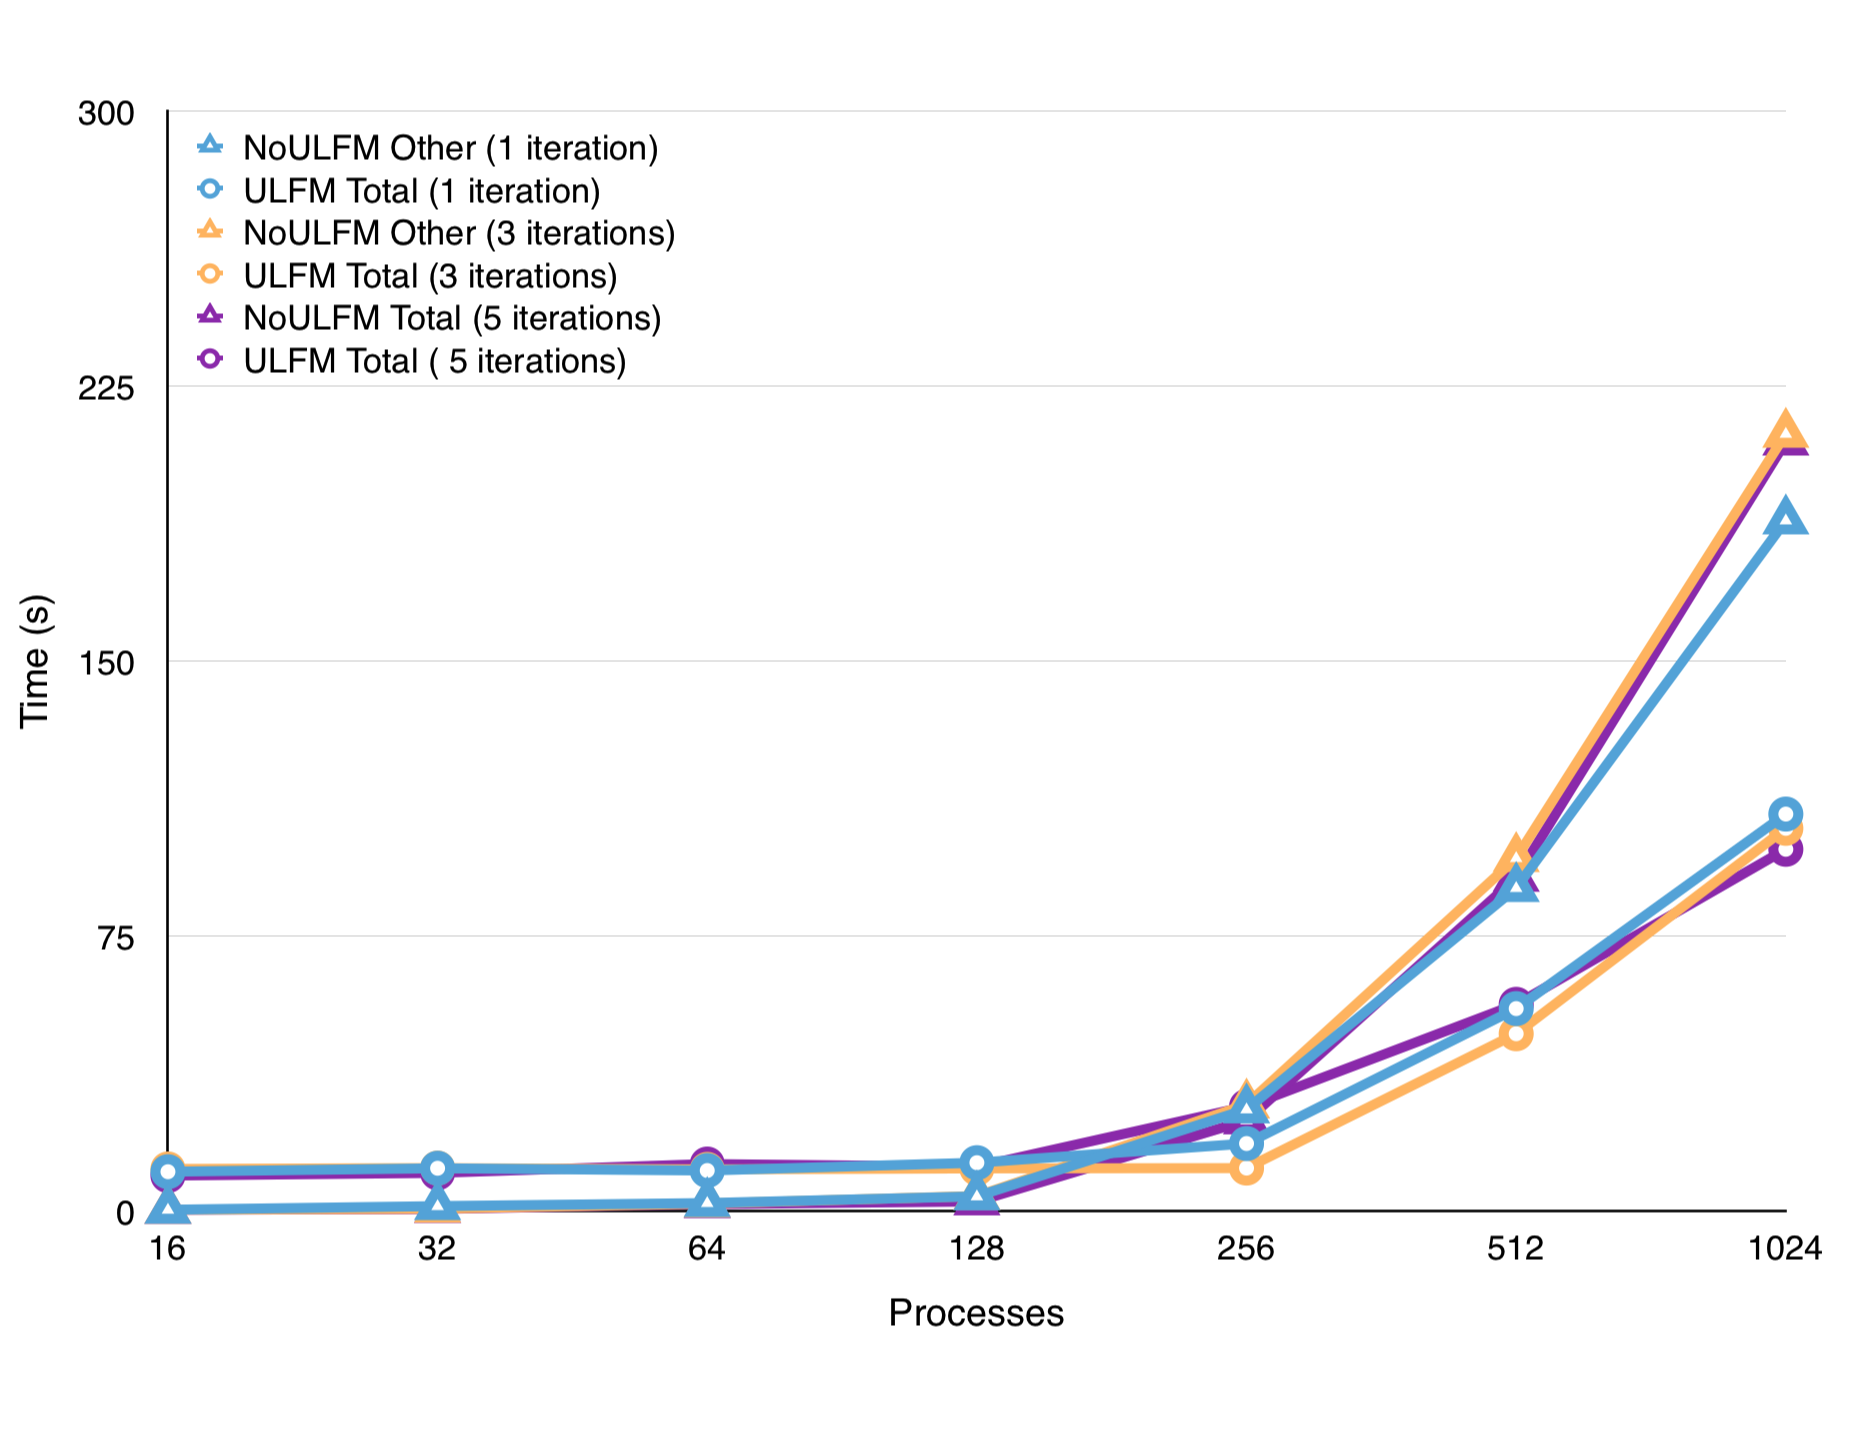 300
NoULFM Other (1 iteration)
ULFM Total (1 iteration)
NoULFM Other (3 iterations)
ULFM Total (3 iterations)
NoULFM Total (5 iterations)
ULFM Total ( 5 iterations)
225
150
75
0
Time (s)
16 32 64 128 256 512 1024
Processes